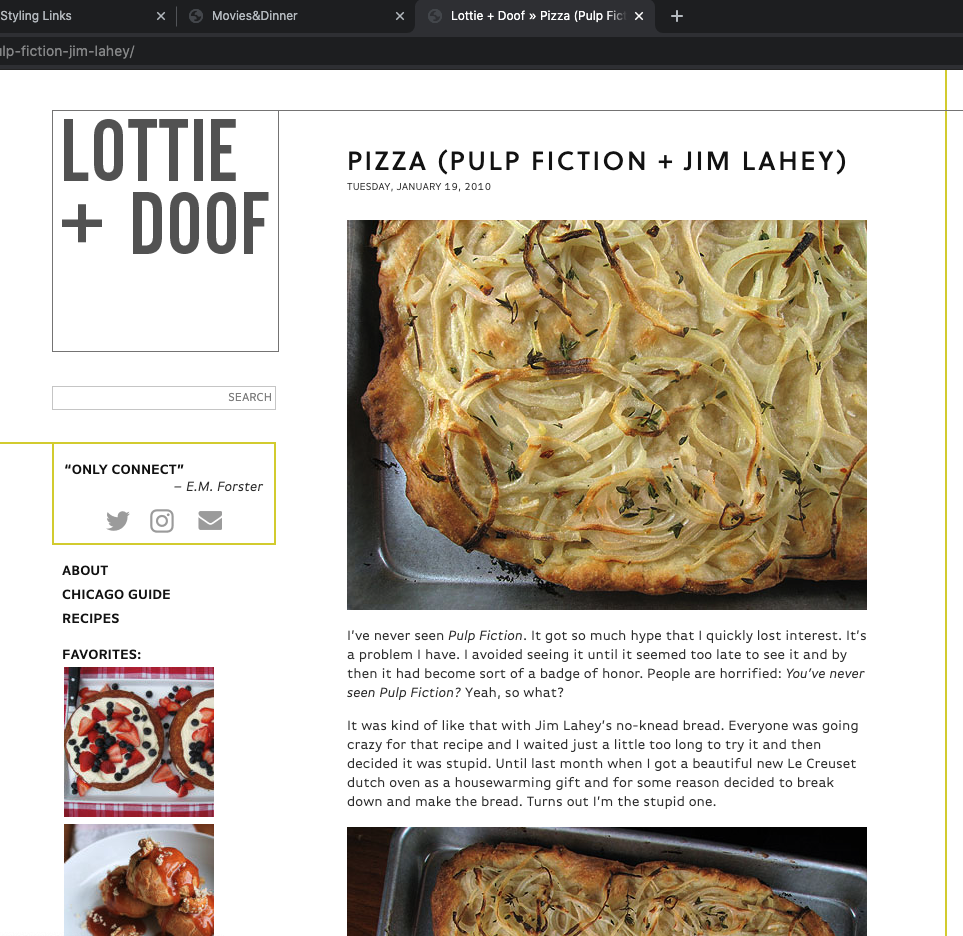 Styling Links
Movies&Dinner
Lottie + Doof » Pizza (Pulp Fict
lp-fiction-jim-lahey/
LOTTIE
+ DOOF
PIZZA (PULP FICTION + JIM LAHEY)
TUESDAY, JANUARY 19, 2010
SEARCH
“ONLY CONNECT”
– E.M. Forster
ABOUT
CHICAGO GUIDE
RECIPES
FAVORITES:
I’ve never seen Pulp Fiction. It got so much hype that I quickly lost interest. It’s
a problem I have. I avoided seeing it until it seemed too late to see it and by
then it had become sort of a badge of honor. People are horrified: You’ve never
seen Pulp Fiction? Yeah, so what?
It was kind of like that with Jim Lahey’s no-knead bread. Everyone was going
crazy for that recipe and I waited just a little too long to try it and then
decided it was stupid. Until last month when I got a beautiful new Le Creuset
dutch oven as a housewarming gift and for some reason decided to break
down and make the bread. Turns out I’m the stupid one.